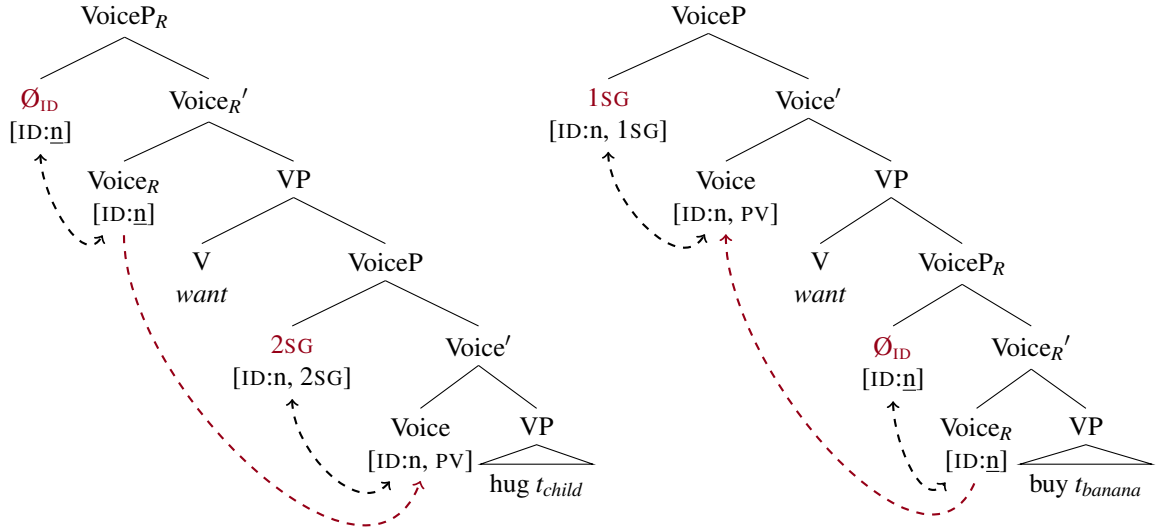 VoiceP_R
Ø_ID
[ID:n]
Voice_R′
Voice_R
[ID:n]
VP
V
want
VoiceP
2SG
[ID:n, 2SG]
Voice′
Voice
[ID:n, PV]
VP
hug t_child
VoiceP
1SG
[ID:n, 1SG]
Voice′
Voice
[ID:n, PV]
VP
V
want
VoiceP_R
Ø_ID
[ID:n]
Voice_R′
Voice_R
[ID:n]
VP
buy t_banana